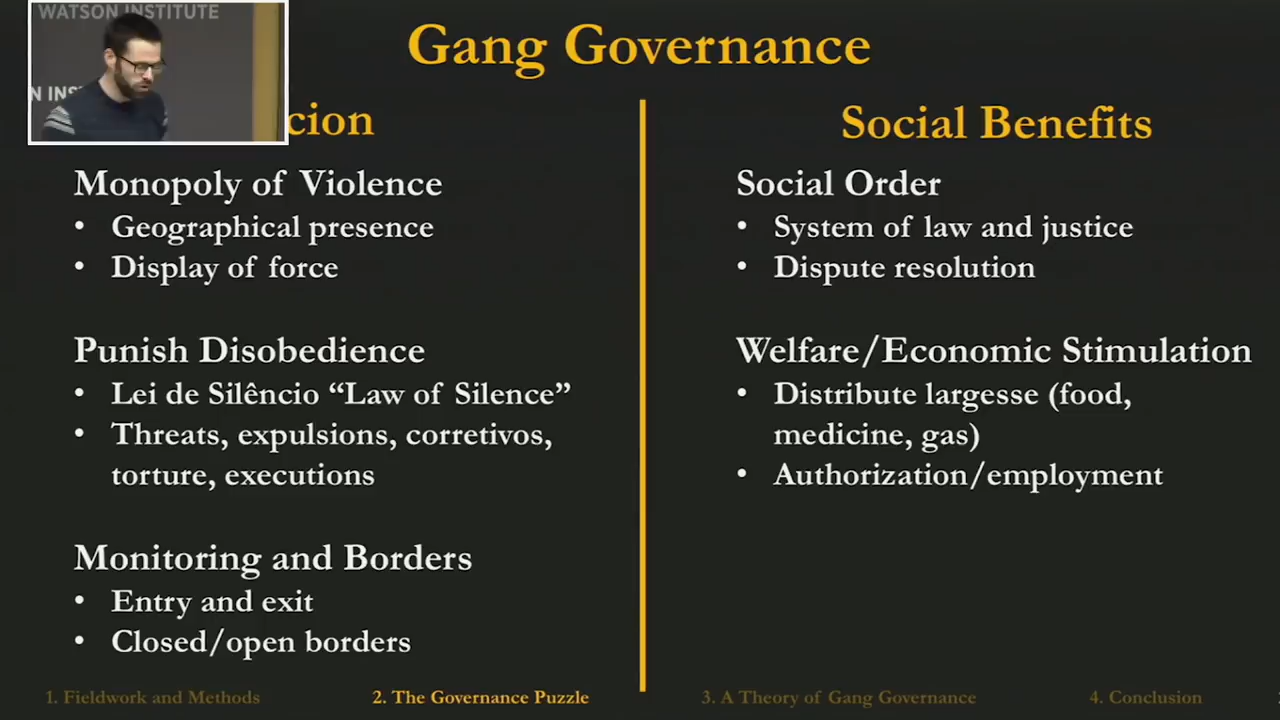 WATSON INSTITUTE
N INS
Gang Governance
cion
Monopoly of Violence
• Geographical presence
• Display of force
Punish Disobedience
• Lei de Silêncio “Law of Silence”
• Threats, expulsions, corretivos,
torture, executions
Monitoring and Borders
• Entry and exit
• Closed/open borders
Social Benefits
Social Order
• System of law and justice
• Dispute resolution
Welfare/Economic Stimulation
• Distribute largesse (food,
medicine, gas)
• Authorization/employment
1. Fieldwork and Methods
2. The Governance Puzzle
3. A Theory of Gang Governance
4. Conclusion